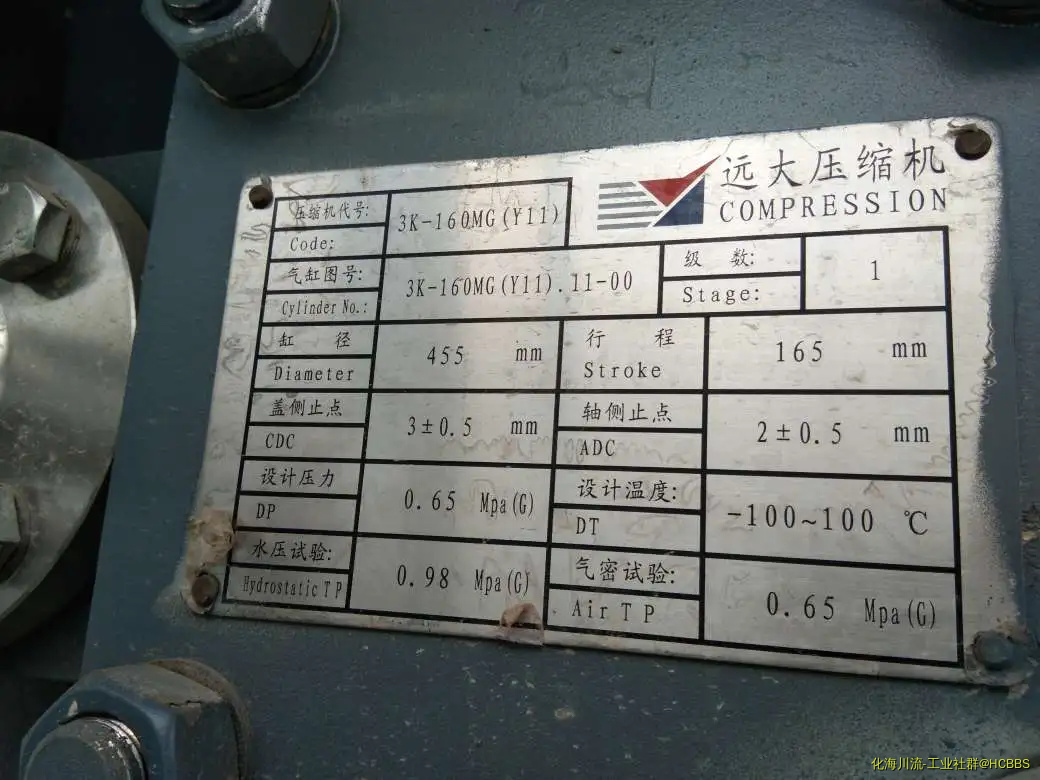 远大压缩机
COMPRESSION
压缩机代号:
Code:
3K-160MG(Y11)
气缸图号:
Cylinder No.:
3K-160MG(Y11).11-00
级 数:
Stage:
1
缸 径
Diameter
455 mm
行 程
Stroke
165 mm
盖侧止点
CDC
3±0.5 mm
轴侧止点
ADC
2±0.5 mm
设计压力
DP
0.65 Mpa(G)
设计温度:
DT
-100~100 ℃
水压试验:
Hydrostatic T P
0.98 Mpa(G)
气密试验:
Air T P
0.65 Mpa(G)
化海川流-工业社群@HCBBS